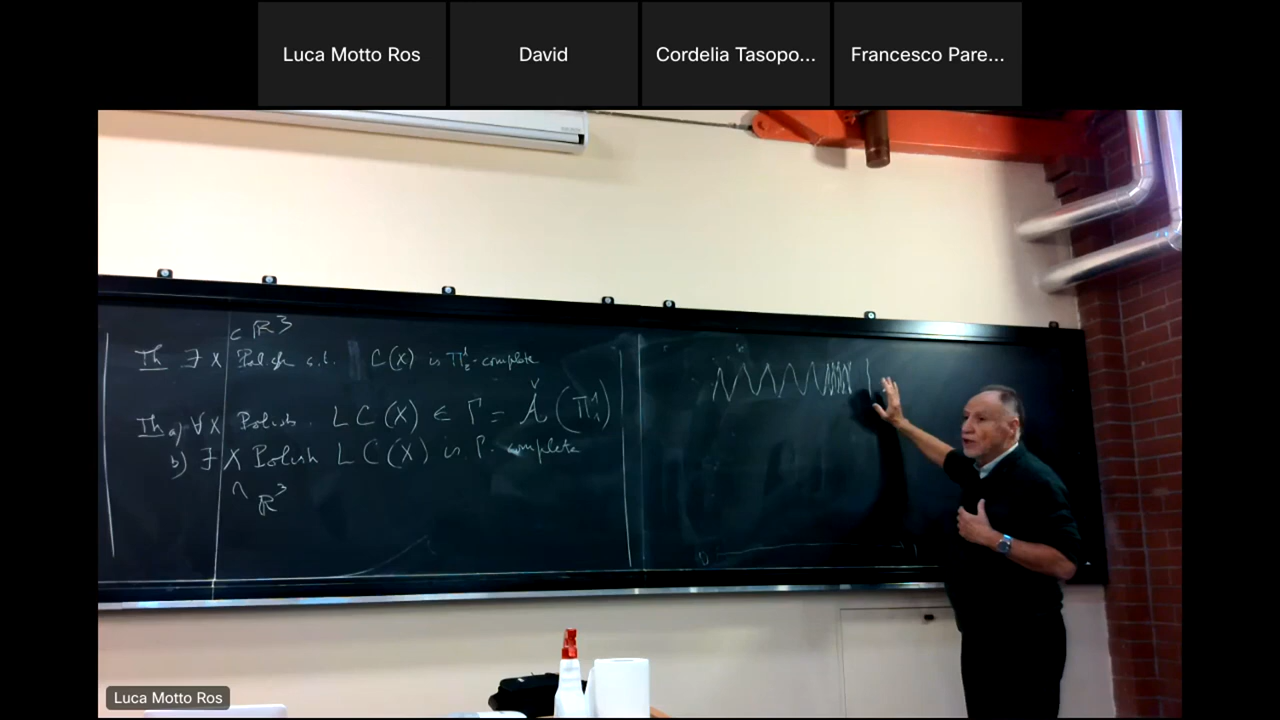 Luca Motto Ros
David
Cordelia Tasopo...
Francesco Pare...
⊂ ℝ³
Th ∃ X Polish s.t. C(X) is Π¹₂-complete
Th a) ∀ X Polish LC(X) ∈ Γ = Ǎ(Π¹₁)
b) ∃ X Polish LC(X) is Γ-complete
∩
ℝ³
0
Luca Motto Ros